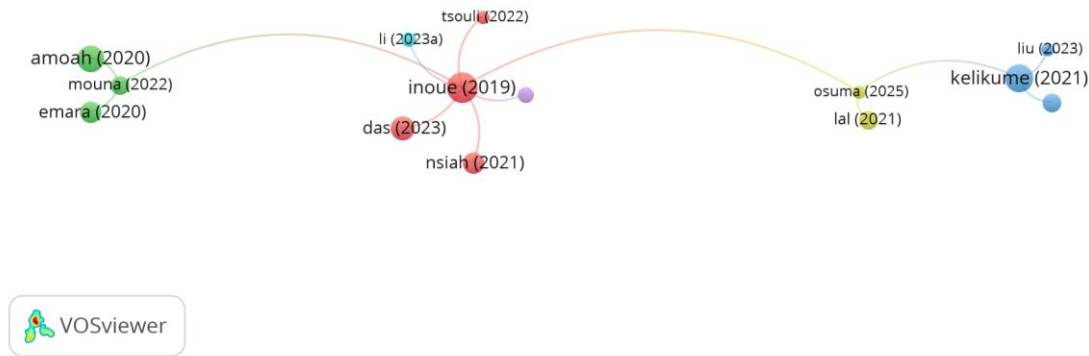 tsouli (2022)
li (2023a)
liu (2023)
amoah (2020)
kelikume (2021)
mouna (2022)
inoue (2019)
osuma (2025)
emara (2020)
lal (2021)
das (2023)
nsiah (2021)
VOSviewer